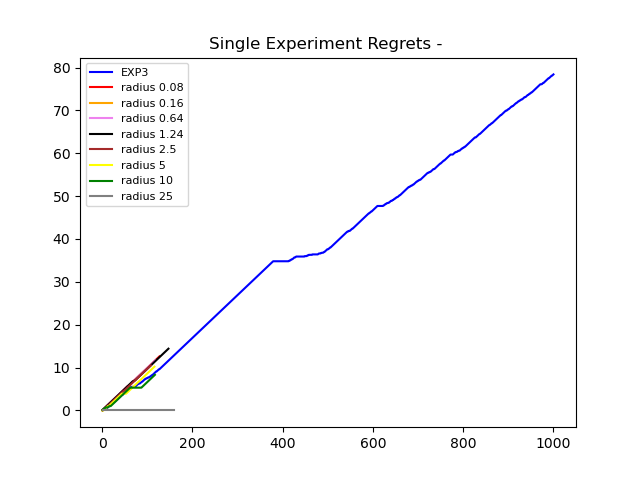 Single Experiment Regrets -
80
70
60
50
40
30
20
10
0
EXP3
radius 0.08
radius 0.16
radius 0.64
radius 1.24
radius 2.5
radius 5
radius 10
radius 25
0 200 400 600 800 1000